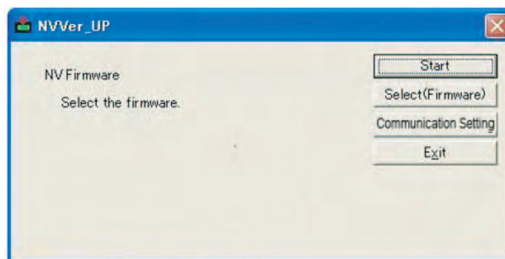 NVVer_UP
NV Firmware
Select the firmware.
Start
Select(Firmware)
Communication Setting
Exit